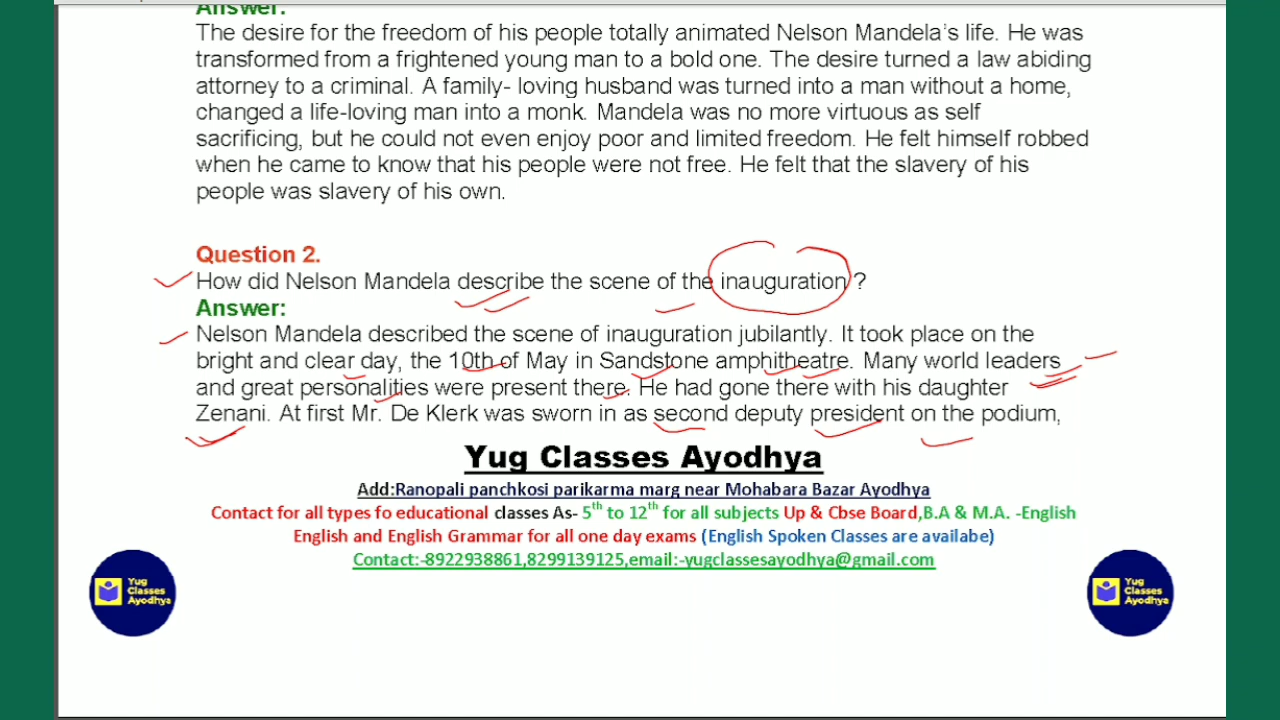 Answer:
The desire for the freedom of his people totally animated Nelson Mandela's life. He was
transformed from a frightened young man to a bold one. The desire turned a law abiding
attorney to a criminal. A family- loving husband was turned into a man without a home,
changed a life-loving man into a monk. Mandela was no more virtuous as self
sacrificing, but he could not even enjoy poor and limited freedom. He felt himself robbed
when he came to know that his people were not free. He felt that the slavery of his
people was slavery of his own.
Question 2.
How did Nelson Mandela describe the scene of the inauguration ?
Answer:
Nelson Mandela described the scene of inauguration jubilantly. It took place on the
bright and clear day, the 10th of May in Sandstone amphitheatre. Many world leaders
and great personalities were present there. He had gone there with his daughter
Zenani. At first Mr. De Klerk was sworn in as second deputy president on the podium,
Yug Classes Ayodhya
Add:Ranopali panchkosi parikarma marg near Mohabara Bazar Ayodhya
Contact for all types fo educational classes As- 5th to 12th for all subjects Up & Cbse Board,B.A & M.A. -English
English and English Grammar for all one day exams (English Spoken Classes are availabe)
Contact:-8922938861,8299139125,email:-yugclassesayodhya@gmail.com
Yug
Classes
Ayodhya
Yug
Classes
Ayodhya